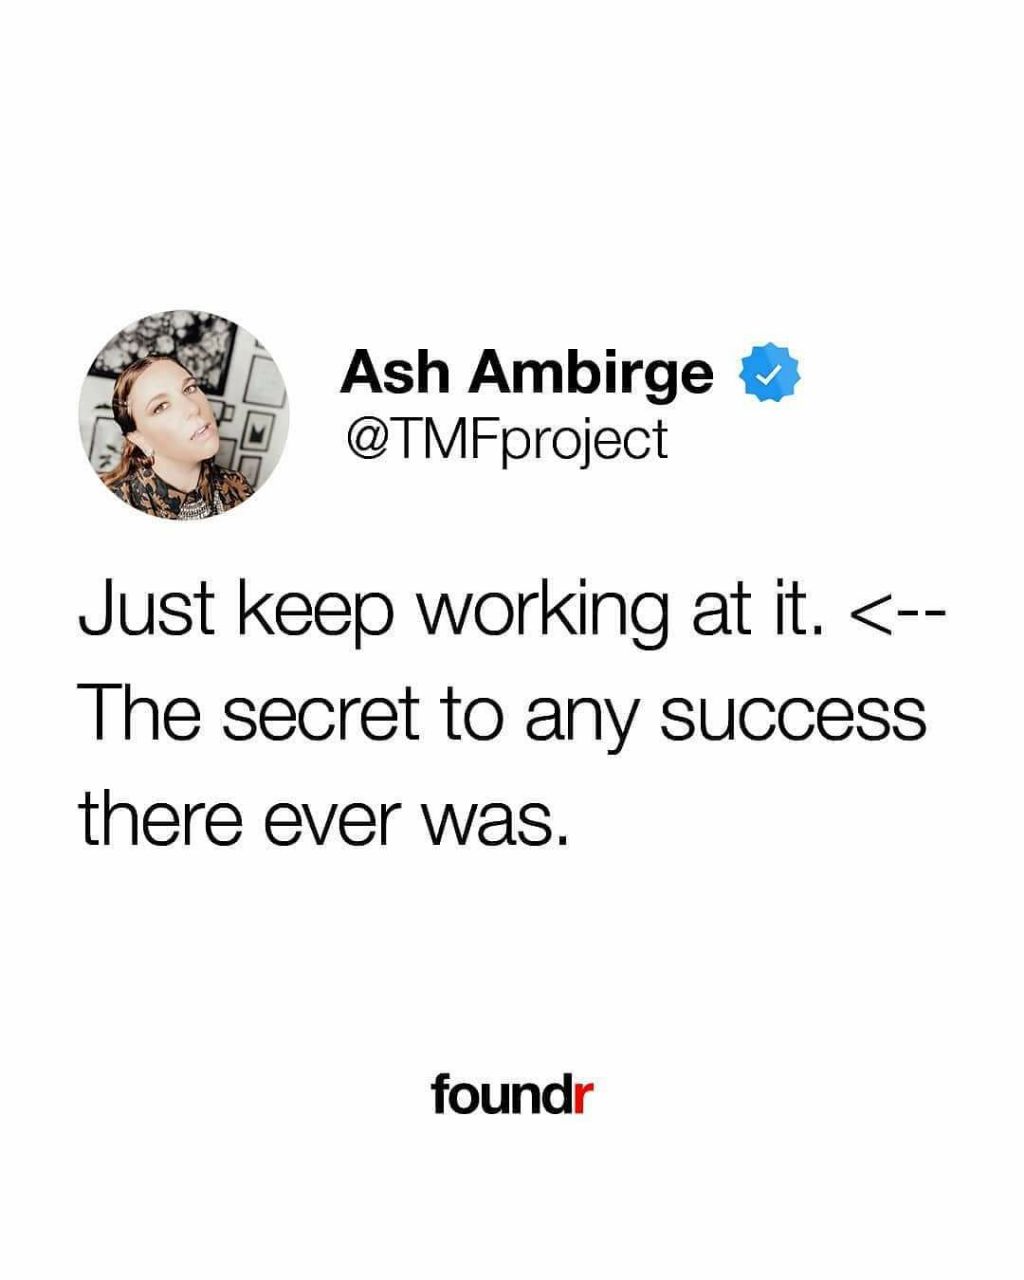 Ash Ambirge
@TMFproject
Just keep working at it. <--
The secret to any success
there ever was.
foundr